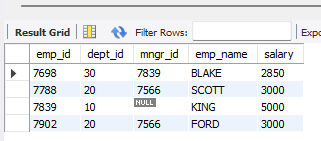 Result Grid Filter Rows: Expo
emp_id dept_id mngr_id emp_name salary
7698 30 7839 BLAKE 2850
7788 20 7566 SCOTT 3000
7839 10 NULL KING 5000
7902 20 7566 FORD 3000